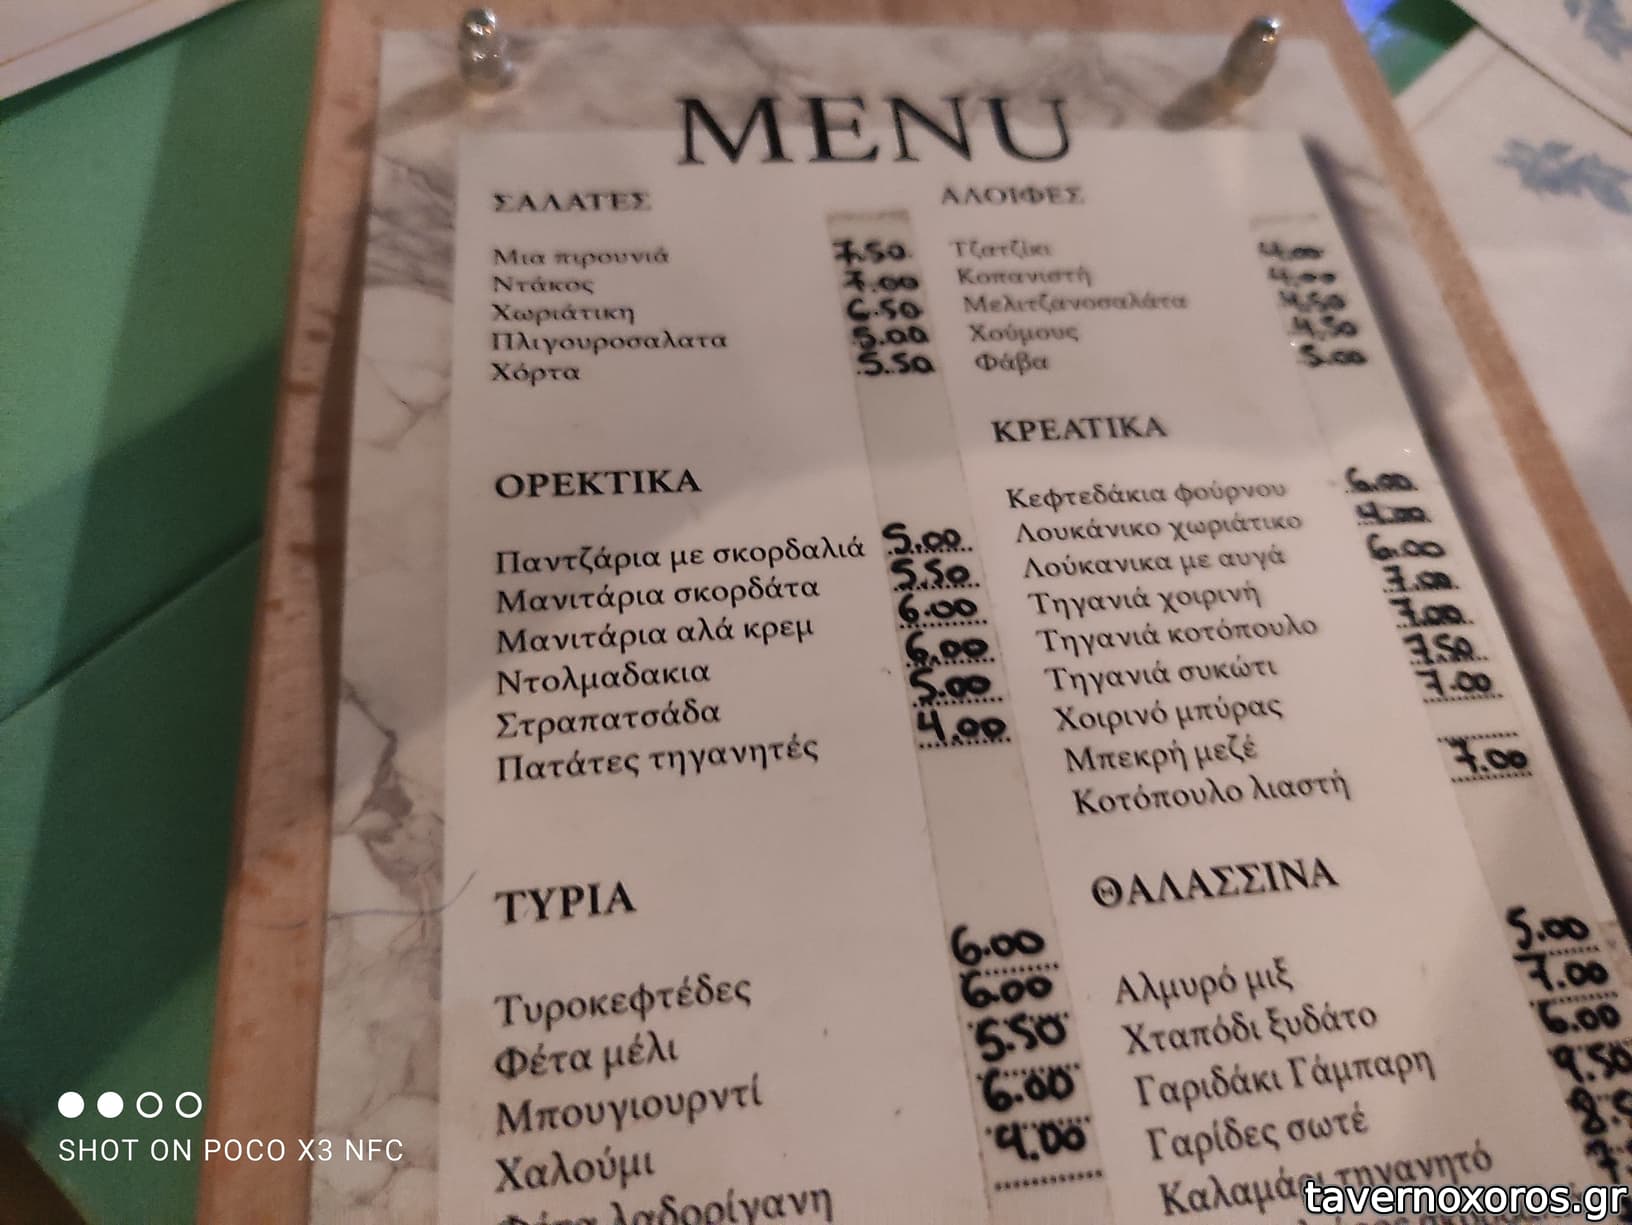 MENU
ΣΑΛΑΤΕΣ
Μια πιρουνιά 7.50
Ντάκος 7.00
Χωριάτικη 6.50
Πλιγουροσαλατα 5.00
Χόρτα 5.50
ΟΡΕΚΤΙΚΑ
Παντζάρια με σκορδαλιά 5.00
Μανιτάρια σκορδάτα 5.50
Μανιτάρια αλά κρεμ 6.00
Ντολμαδακια 6.00
Στραπατσάδα 5.00
Πατάτες τηγανητές 4.00
ΤΥΡΙΑ
Τυροκεφτέδες 6.00
Φέτα μέλι 6.00
Μπουγιουρντί 5.50
Χαλούμι 6.00
Φέτα λαδορίγανη 4.00
ΑΛΟΙΦΕΣ
Τζατζίκι 4.00
Κοπανιστή 4.00
Μελιτζανοσαλάτα 4.50
Χούμους 4.50
Φάβα 5.00
ΚΡΕΑΤΙΚΑ
Κεφτεδάκια φούρνου 6.00
Λουκάνικο χωριάτικο 4.00
Λούκανικα με αυγά 6.00
Τηγανιά χοιρινή 7.00
Τηγανιά κοτόπουλο 7.00
Τηγανιά συκώτι 7.50
Χοιρινό μπύρας 7.00
Μπεκρή μεζέ
Κοτόπουλο λιαστή 7.00
ΘΑΛΑΣΣΙΝΑ
Αλμυρό μιξ 5.00
Χταπόδι ξυδάτο 7.00
Γαριδάκι Γάμπαρη 6.00
Γαρίδες σωτέ 9.50
Καλαμάρι τηγανητό
SHOT ON POCO X3 NFC
tavernoxoros.gr